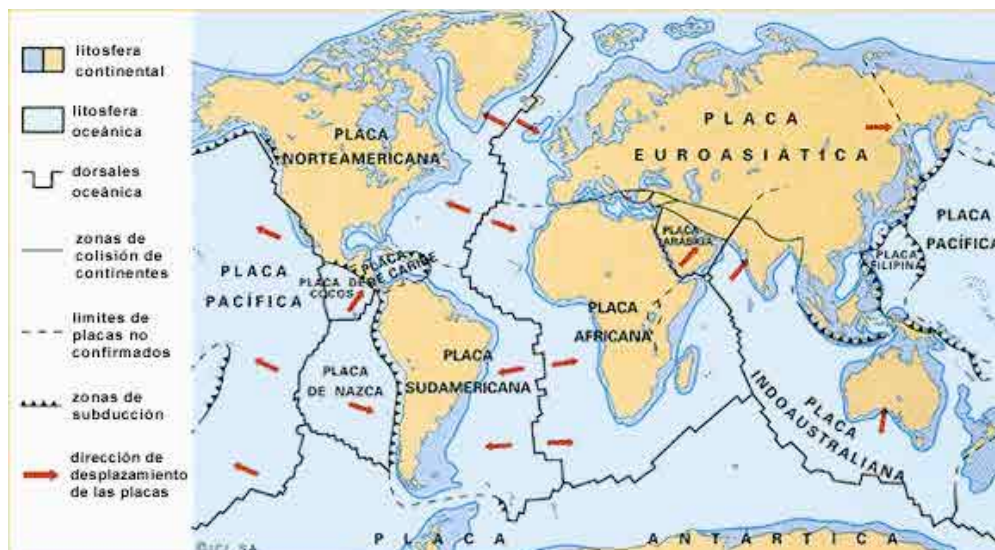 litosfera
continental
litosfera
oceánica
dorsales
oceánica
zonas de
colisión de
continentes
límites de
placas no
confirmados
zonas de
subducción
dirección de
desplazamiento
de las placas
PLACA
NORTEAMERICANA
PLACA
EUROASIÁTICA
PLACA
ARÁBIGA
PLACA
PACÍFICA
PLACA
FILIPINA
PLACA
PACÍFICA
PLACA DE
COCOS
PLACA
DE CARIBE
PLACA
AFRICANA
PLACA
DE NAZCA
PLACA
SUDAMERICANA
PLACA
INDOAUSTRALIANA
PLACA ANTÁRTICA